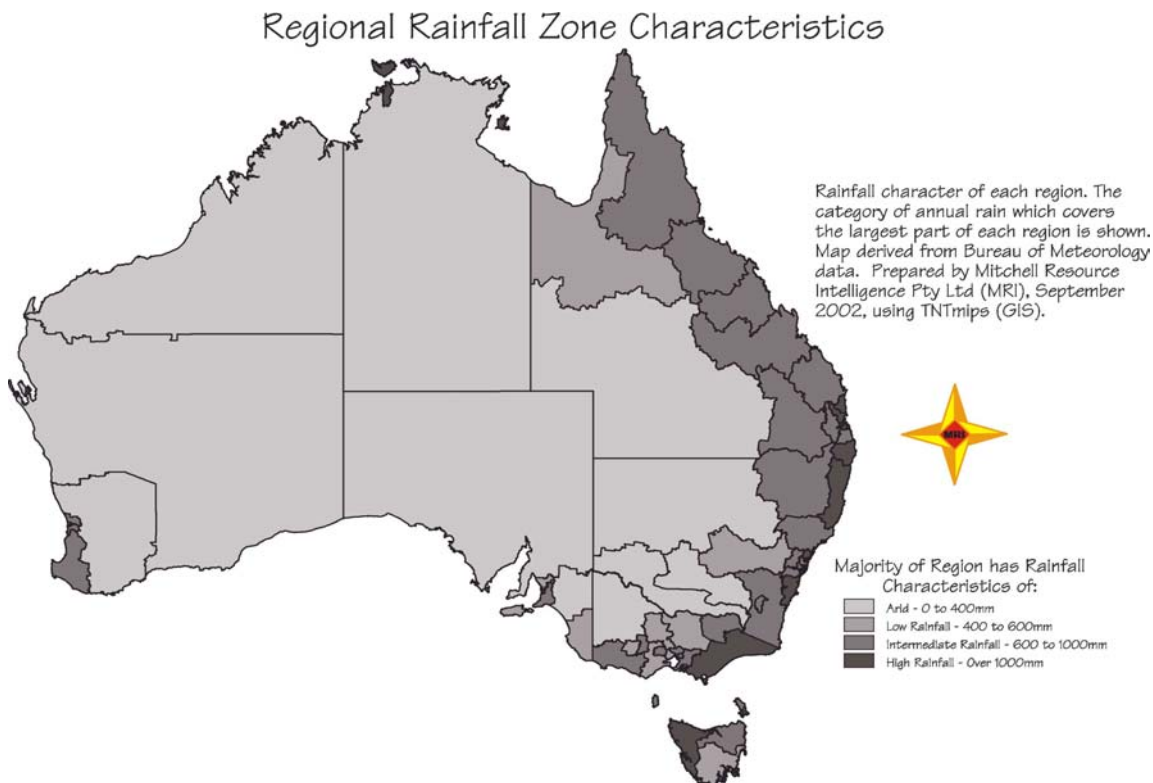 Regional Rainfall Zone Characteristics
Rainfall character of each region. The
category of annual rain which covers
the largest part of each region is shown.
Map derived from Bureau of Meteorology
data. Prepared by Mitchell Resource
Intelligence Pty Ltd (MRI), September
2002, using TNTmips (GIS).
MRI
Majority of Region has Rainfall
Characteristics of:
Arid - 0 to 400mm
Low Rainfall - 400 to 600mm
Intermediate Rainfall - 600 to 1000mm
High Rainfall - Over 1000mm